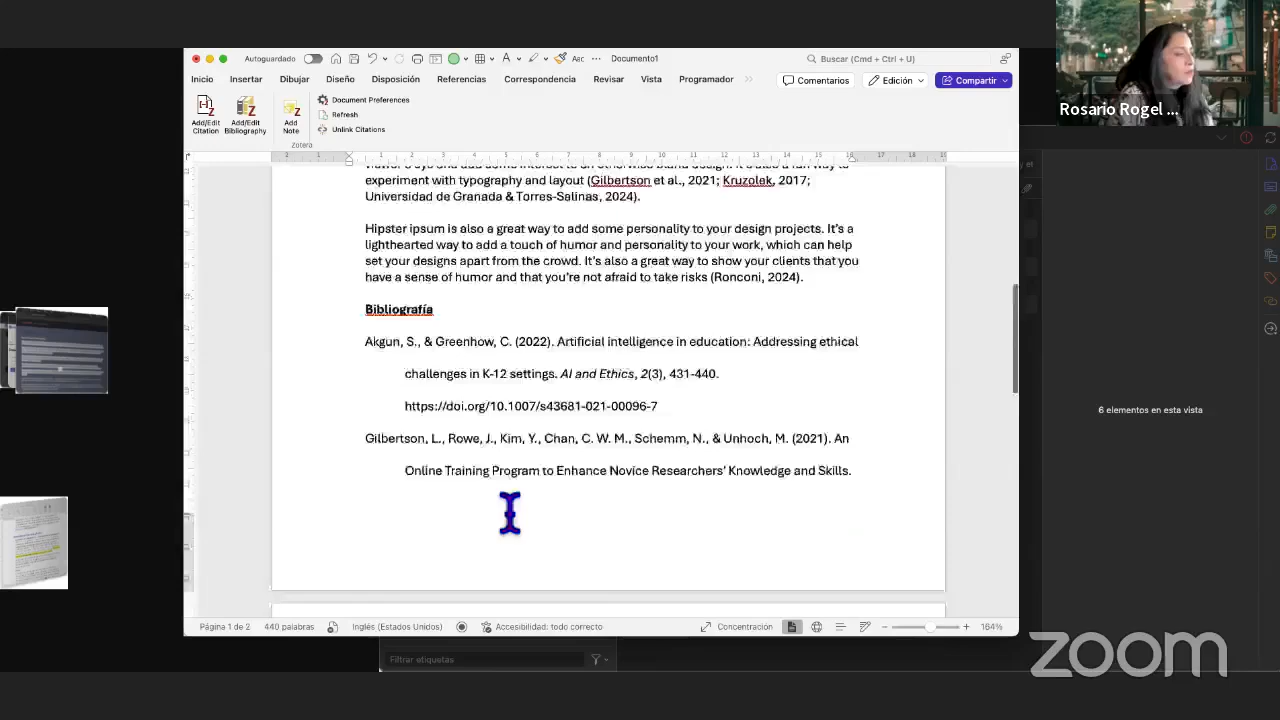 Autoguardado
Documento1
Buscar (Cmd + Ctrl + U)
Inicio Insertar Dibujar Diseño Disposición Referencias Correspondencia Revisar Vista Programador
Comentarios Edición Compartir
Add/Edit Citation
Add/Edit Bibliography
Add Note
Document Preferences
Refresh
Unlink Citations
Zotera
experiment with typography and layout (Gilbertson et al., 2021; Kruzolek, 2017;
Universidad de Granada & Torres-Salinas, 2024).
Hipster ipsum is also a great way to add some personality to your design projects. It's a
lighthearted way to add a touch of humor and personality to your work, which can help
set your designs apart from the crowd. It's also a great way to show your clients that you
have a sense of humor and that you're not afraid to take risks (Ronconi, 2024).
Bibliografía
Akgun, S., & Greenhow, C. (2022). Artificial intelligence in education: Addressing ethical
challenges in K-12 settings. AI and Ethics, 2(3), 431-440.
https://doi.org/10.1007/s43681-021-00096-7
Gilbertson, L., Rowe, J., Kim, Y., Chan, C. W. M., Schemm, N., & Unhoch, M. (2021). An
Online Training Program to Enhance Novice Researchers' Knowledge and Skills.
Página 1 de 2 440 palabras Inglés (Estados Unidos) Accesibilidad: todo correcto Concentración 164%
Filtrar etiquetas
6 elementos en esta vista
Rosario Rogel ...
zoom